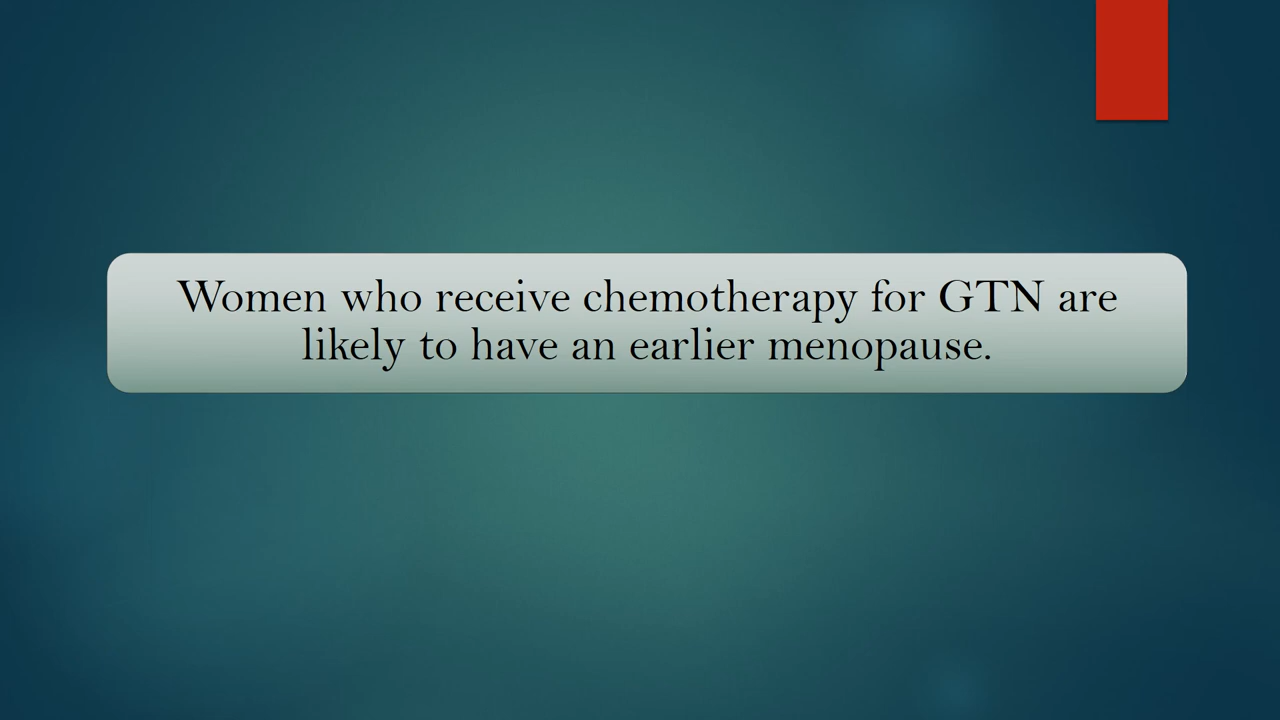 Women who receive chemotherapy for GTN are
likely to have an earlier menopause.